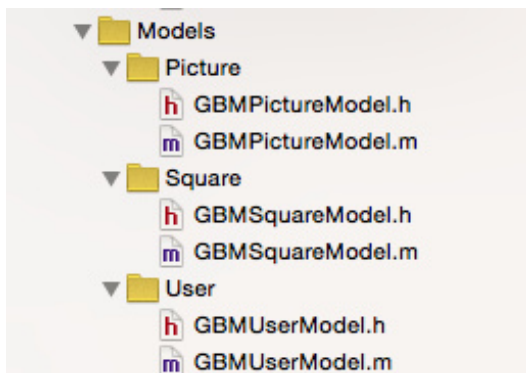 Models
Picture
h GBMPictureModel.h
m GBMPictureModel.m
Square
h GBMSquareModel.h
m GBMSquareModel.m
User
h GBMUserModel.h
m GBMUserModel.m